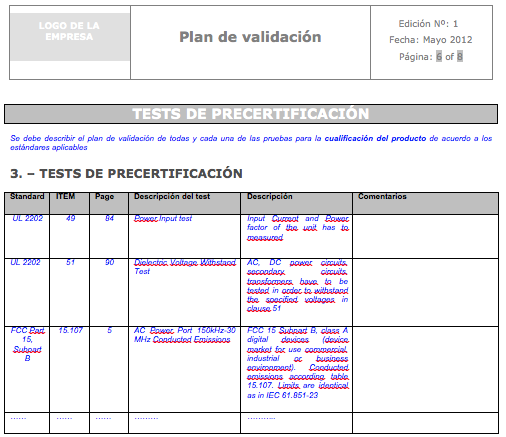 LOGO DE LA
EMPRESA
Plan de validación
Edición Nº: 1
Fecha: Mayo 2012
Página: 6 of 8
TESTS DE PRECERTIFICACIÓN
Se debe describir el plan de validación de todas y cada una de las pruebas para la cualificación del producto de acuerdo a los
estándares aplicables
3. – TESTS DE PRECERTIFICACIÓN
Standard ITEM Page Descripción del test Descripción Comentarios
UL 2202 49 84 Power Input test Input Current and Power
factor of the unit has to
measured
UL 2202 51 90 Dielectric Voltage Withstand
Test
AC, DC power circuits,
secondary circuits,
transformers have to be
tested in order to withstand
the specified voltages in
clause 51
FCC Part
15,
Subpart
B
15.107 5 AC Power Port 150kHz-30
MHz Conducted Emissions
FCC 15 Subpart B, class A
digital devices (device
market for use commercial,
industrial or business
environment). Conducted
emissions according table
15.107. Limits are identical
as in IEC 61.851-23
...... ...... ...... ......... ..........